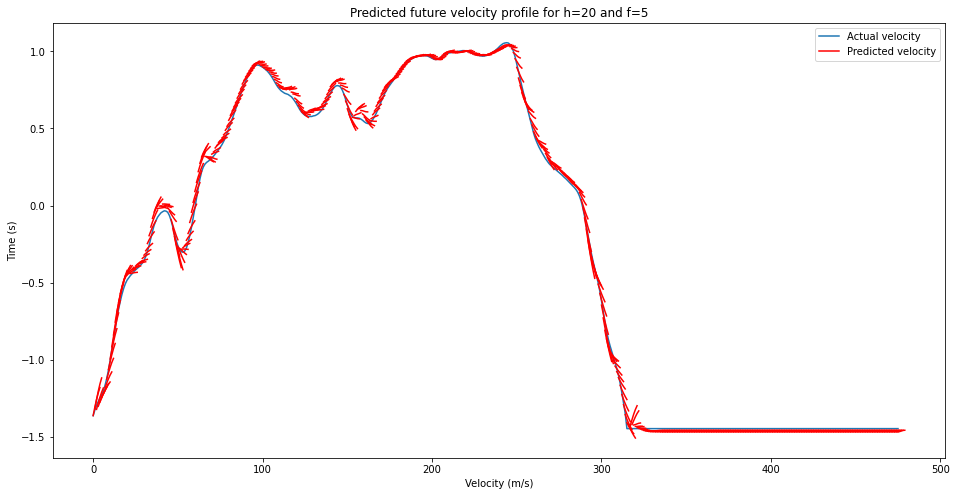 Predicted future velocity profile for h=20 and f=5
Actual velocity
Predicted velocity
Time (s)
1.0
0.5
0.0
−0.5
−1.0
−1.5
0
100
200
300
400
500
Velocity (m/s)